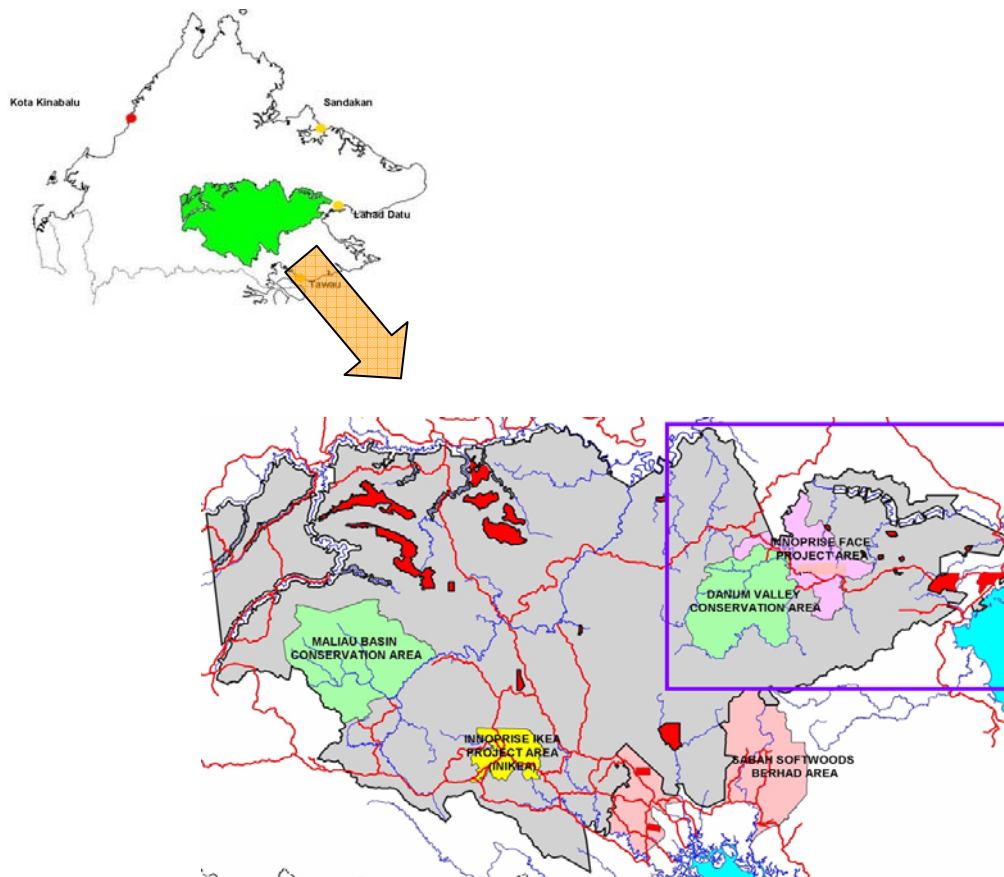 Kota Kinabalu
Sandakan
Lahad Datu
Tawau
INNOPRISE FACE
PROJECT AREA
DANUM VALLEY
CONSERVATION AREA
MALIAU BASIN
CONSERVATION AREA
INNOPRISE IKEA
PROJECT AREA
(INIKEA)
SABAH SOFTWOODS
BERHAD AREA